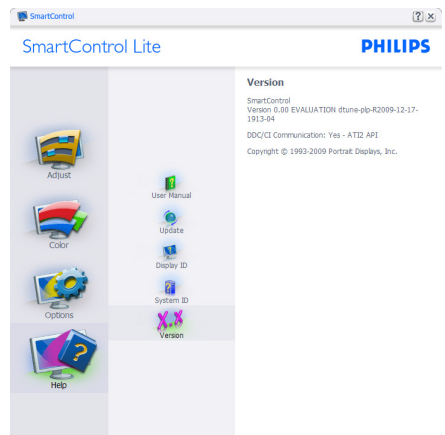 SmartControl
SmartControl Lite
PHILIPS
Adjust
Color
Options
Help
User Manual
Update
Display ID
System ID
X.X
Version
Version
SmartControl
Version 0.00 EVALUATION dtune-plp-R2009-12-17-
1913-04
DDC/CI Communication: Yes - ATI2 API
Copyright © 1993-2009 Portrait Displays, Inc.